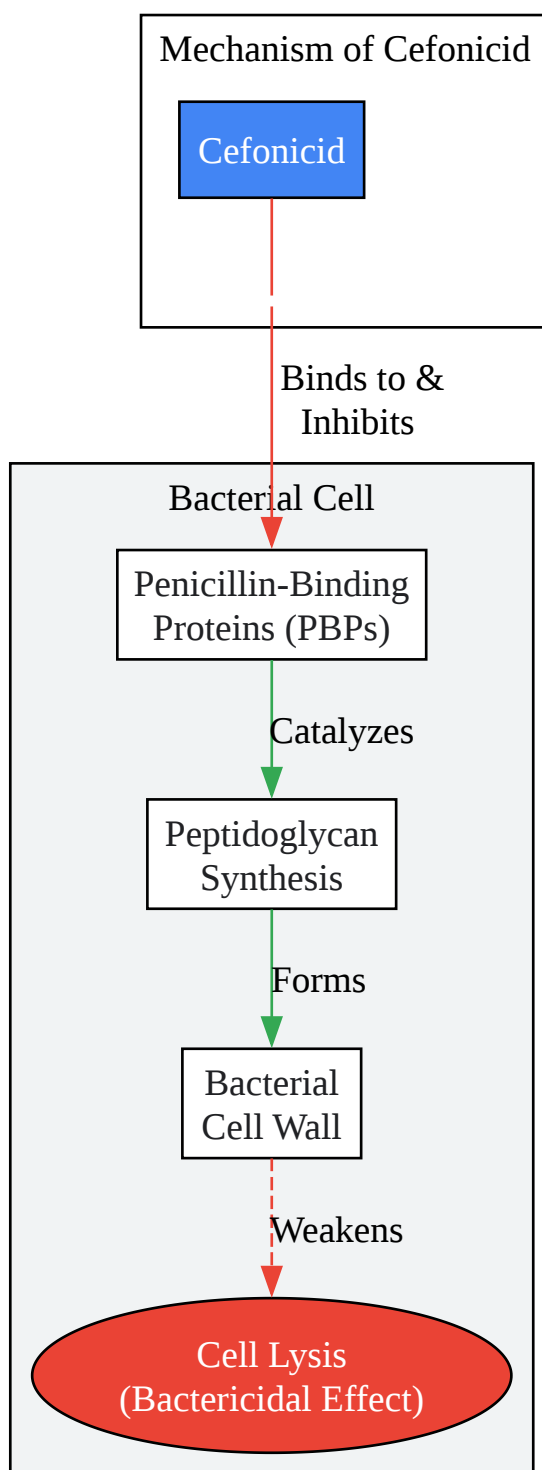 Mechanism of Cefonicid
Cefonicid
Binds to &
Inhibits
Bacterial Cell
Penicillin-Binding
Proteins (PBPs)
Catalyzes
Peptidoglycan
Synthesis
Forms
Bacterial
Cell Wall
Weakens
Cell Lysis
(Bactericidal Effect)